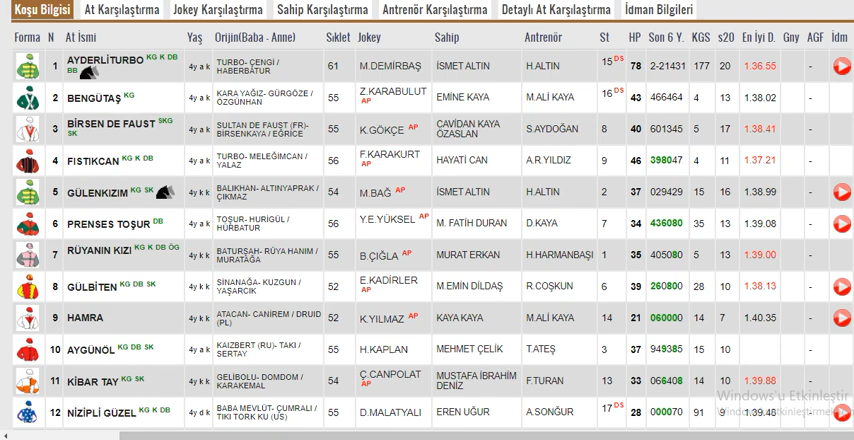 Koşu Bilgisi At Karşılaştırma Jokey Karşılaştırma Sahip Karşılaştırma Antrenör Karşılaştırma Detaylı At Karşılaştırma İdman Bilgileri
Forma N At İsmi Yaş Orijin(Baba - Anne) Sıklet Jokey Sahip Antrenör St HP Son 6 Y. KGS s20 En İyi D. Gny AGF İdm
1 AYDERLİTURBO KG K DB BB 4y a k TURBO- ÇENGİ / HABERBATUR 61 M.DEMİRBAŞ İSMET ALTIN H.ALTIN 15 DS 78 2-21431 177 20 1.36.55 -
2 BENGÜTAŞ KG 4y a k KARA YAĞIZ- GÜRGÖZE / ÖZGÜNHAN 55 Z.KARABULUT AP EMİNE KAYA M.ALİ KAYA 16 DS 43 466464 4 13 1.38.02 -
3 BİRSEN DE FAUST SKG SK 4y a k SULTAN DE FAUST (FR)- BİRSENKAYA / EĞRİCE 55 K.GÖKÇE AP CAVİDAN KAYA ÖZASLAN S.AYDOĞAN 8 40 601345 5 17 1.38.41 -
4 FISTIKCAN KG K DB 4y a k TURBO- MELEĞİMCAN / YALAZ 56 F.KARAKURT AP HAYATİ CAN A.R.YILDIZ 9 46 398047 4 11 1.37.21 -
5 GÜLENKIZIM KG SK 4y k k BALIKHAN- ALTINYAPRAK / ÇIKMAZ 54 M.BAĞ AP İSMET ALTIN H.ALTIN 2 37 029429 15 16 1.38.99 -
6 PRENSES TOŞUR DB 4y a k TOŞUR- HURİGÜL / HÜRBATUR 56 Y.E.YÜKSEL AP M. FATİH DURAN D.KAYA 7 34 436080 35 13 1.39.08 -
7 RÜYANIN KIZI KG K DB ÖG 4y k k BATURŞAH- RÜYA HANIM / MURATAĞA 55 B.ÇIĞLA AP MURAT ERKAN H.HARMANBAŞI 1 35 405080 5 13 1.39.00 -
8 GÜLBİTEN KG DB SK 4y k k SİNANAĞA- KUZGUN / YAŞARCIK 52 E.KADİRLER AP M.EMİN DİLDAŞ R.COŞKUN 6 39 260800 28 10 1.38.13 -
9 HAMRA 4y k k ATACAN- CANİREM / DRUID (PL) 52 K.YILMAZ AP KAYA KAYA M.ALİ KAYA 14 21 060000 14 7 1.40.35 -
10 AYGÜNÖL KG DB SK 4y a k KAIZBERT (RU)- TAKI / SERTAY 55 H.KAPLAN MEHMET ÇELİK T.ATEŞ 3 37 949385 15 10 -
11 KİBAR TAY KG SK 4y k k GELİBOLU- DOMDOM / KARAKEMAL 54 Ç.CANPOLAT AP MUSTAFA İBRAHİM DENİZ F.TURAN 13 33 066408 14 10 1.39.88 -
12 NİZİPLİ GÜZEL KG K DB 4y d k BABA MEVLÜT- ÇUMRALI / TIKI TORK KU (US) 55 D.MALATYALI EREN UĞUR A.SONĞUR 17 DS 28 000070 91 9 1.39.48 -
Windows'u Etkinleştir